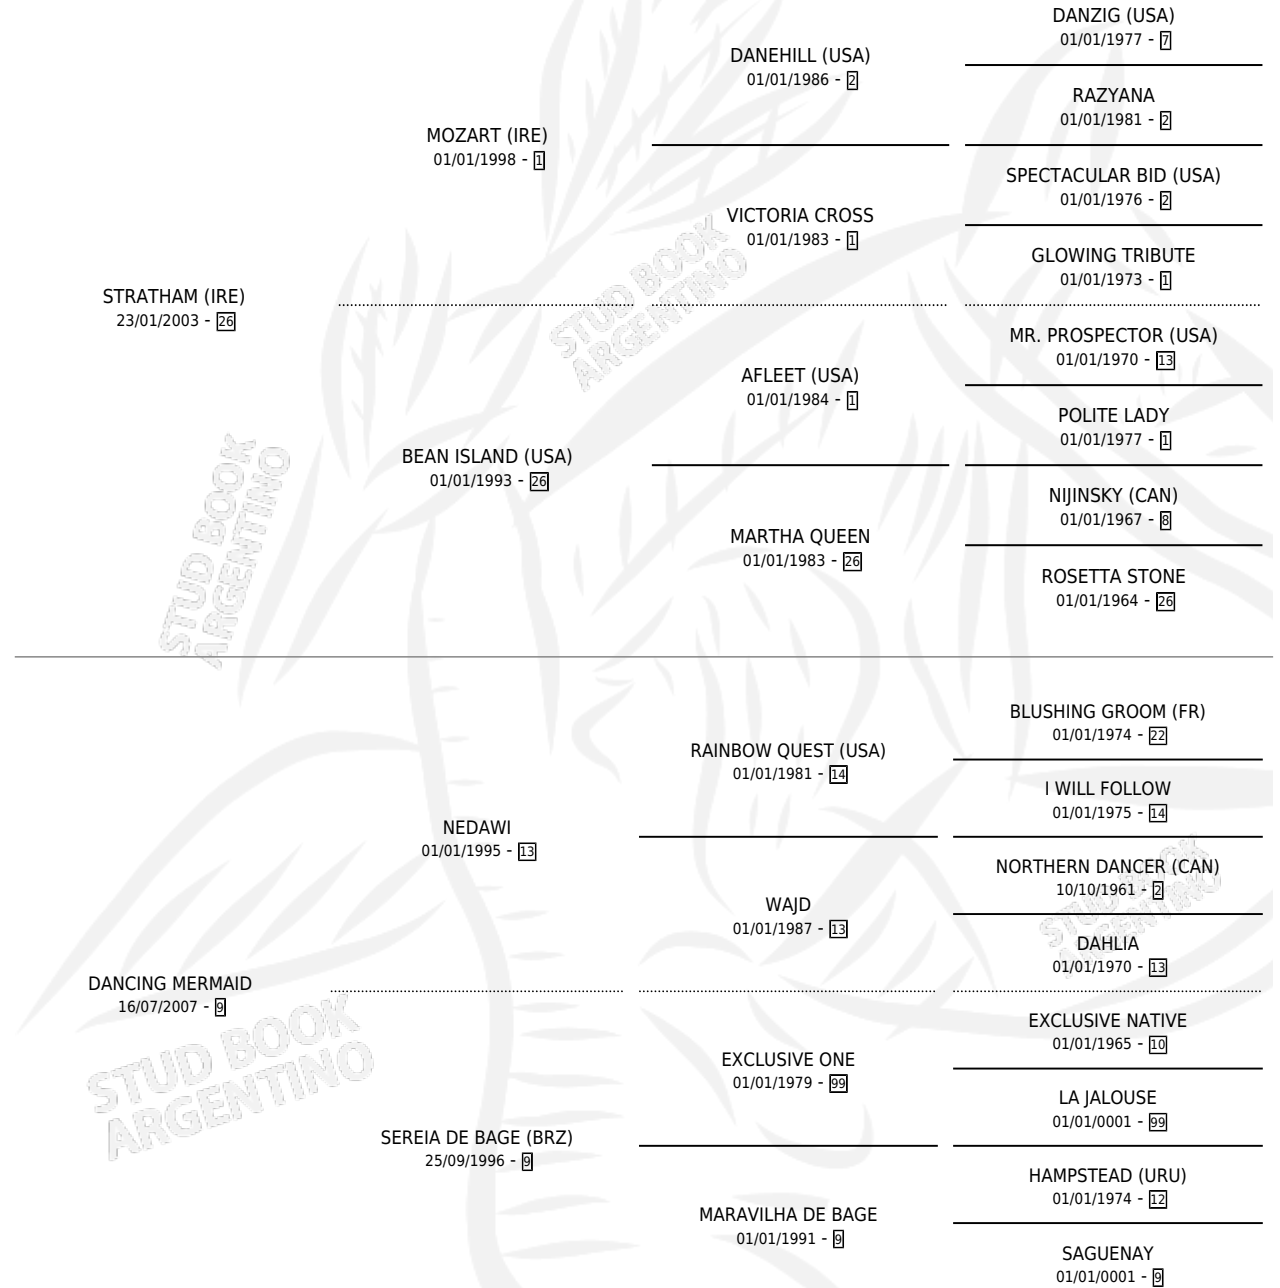 DANZIG (USA)
01/01/1977 - 7
DANEHILL (USA)
01/01/1986 - 2
RAZYANA
01/01/1981 - 2
MOZART (IRE)
01/01/1998 - 1
SPECTACULAR BID (USA)
01/01/1976 - 2
VICTORIA CROSS
01/01/1983 - 1
GLOWING TRIBUTE
01/01/1973 - 1
STRATHAM (IRE)
23/01/2003 - 26
STUD BOOK
ARGENTINO
MR. PROSPECTOR (USA)
01/01/1970 - 13
AFLEET (USA)
01/01/1984 - 1
POLITE LADY
01/01/1977 - 1
BEAN ISLAND (USA)
01/01/1993 - 26
NIJINSKY (CAN)
01/01/1967 - 8
MARTHA QUEEN
01/01/1983 - 26
ROSETTA STONE
01/01/1964 - 26
STUD BOOK
ARGENTINO
BLUSHING GROOM (FR)
01/01/1974 - 22
RAINBOW QUEST (USA)
01/01/1981 - 14
I WILL FOLLOW
01/01/1975 - 14
NEDAWI
01/01/1995 - 13
NORTHERN DANCER (CAN)
10/10/1961 - 2
WAJD
01/01/1987 - 13
DAHLIA
01/01/1970 - 13
STUD BOOK
ARGENTINO
DANCING MERMAID
16/07/2007 - 9
EXCLUSIVE NATIVE
01/01/1965 - 10
EXCLUSIVE ONE
01/01/1979 - 99
LA JALOUSE
01/01/0001 - 99
STUD BOOK
ARGENTINO
SEREIA DE BAGE (BRZ)
25/09/1996 - 9
HAMPSTEAD (URU)
01/01/1974 - 12
MARAVILHA DE BAGE
01/01/1991 - 9
SAGUENAY
01/01/0001 - 9